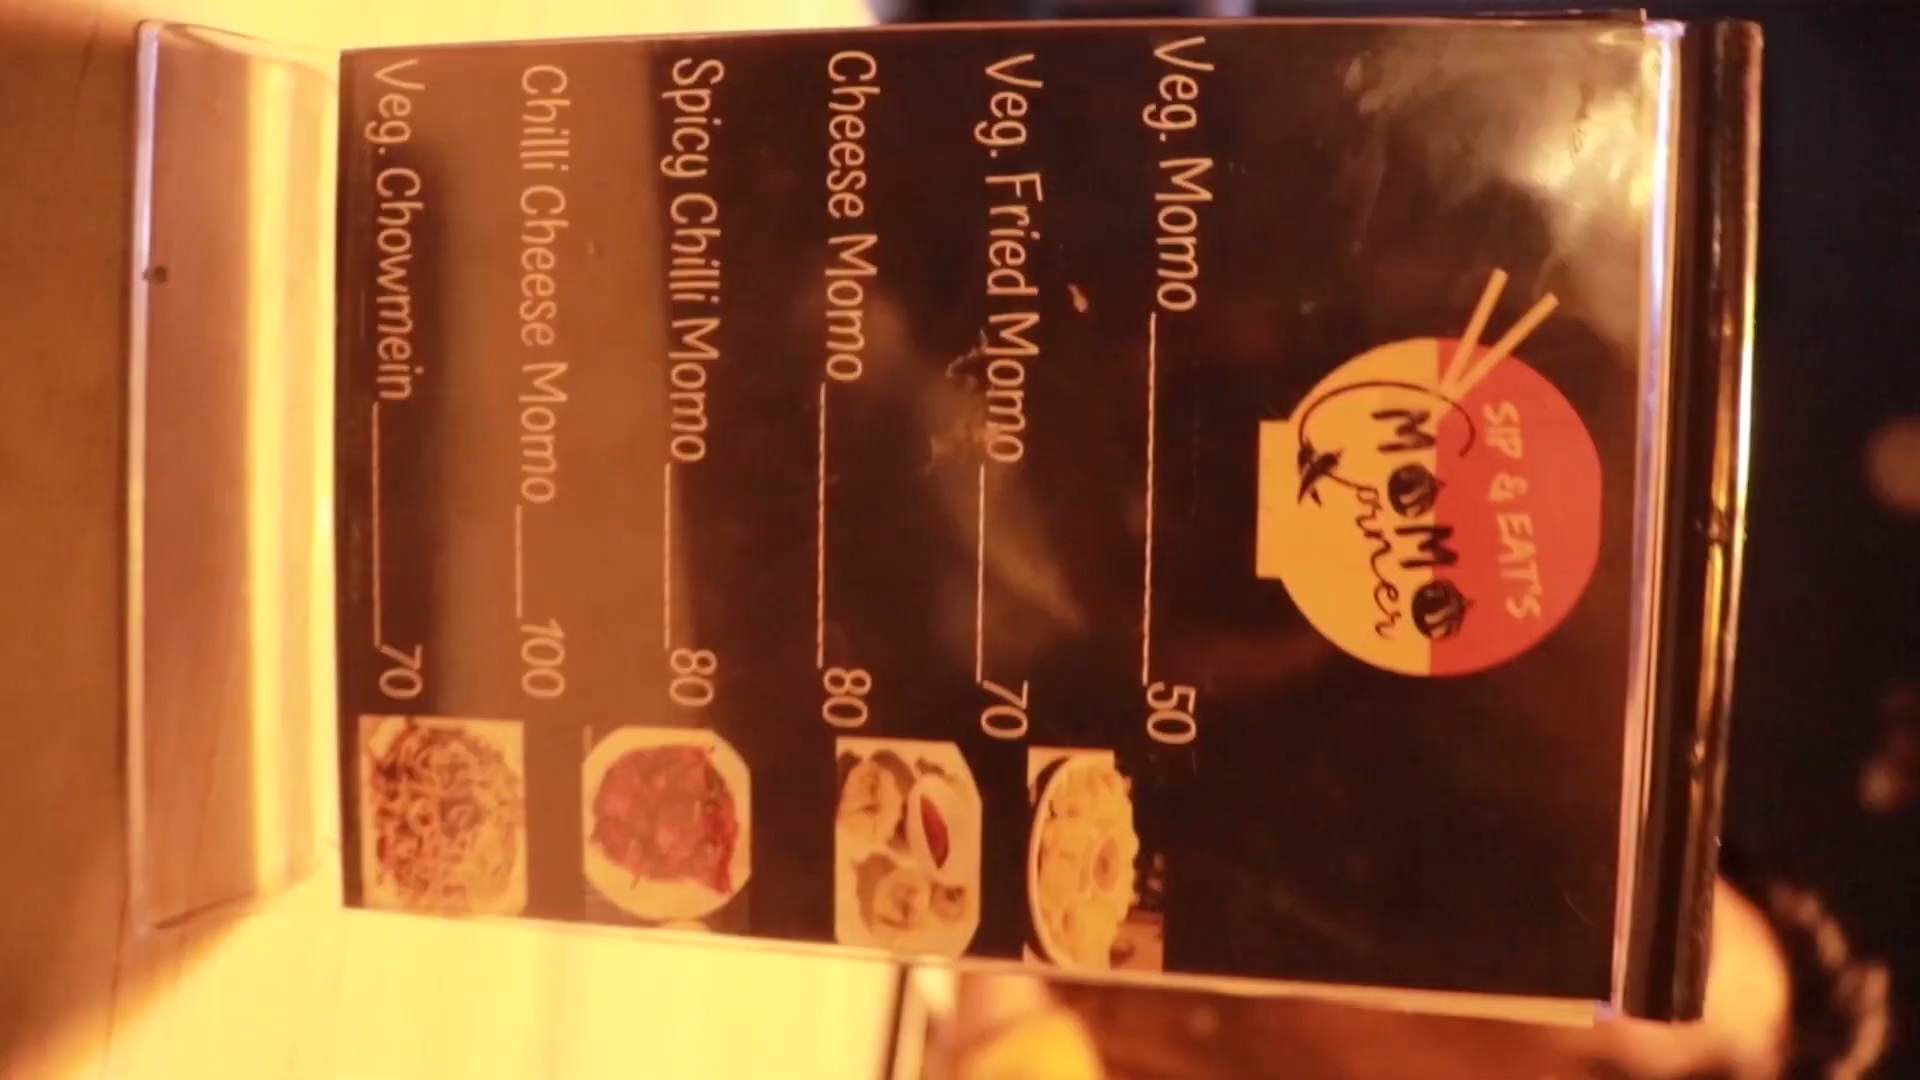 SIP & EAT'S
MOMO
Korner
Veg. Momo 50
Veg. Fried Momo 70
Cheese Momo 80
Spicy Chilli Momo 80
Chilli Cheese Momo 100
Veg. Chowmein 70